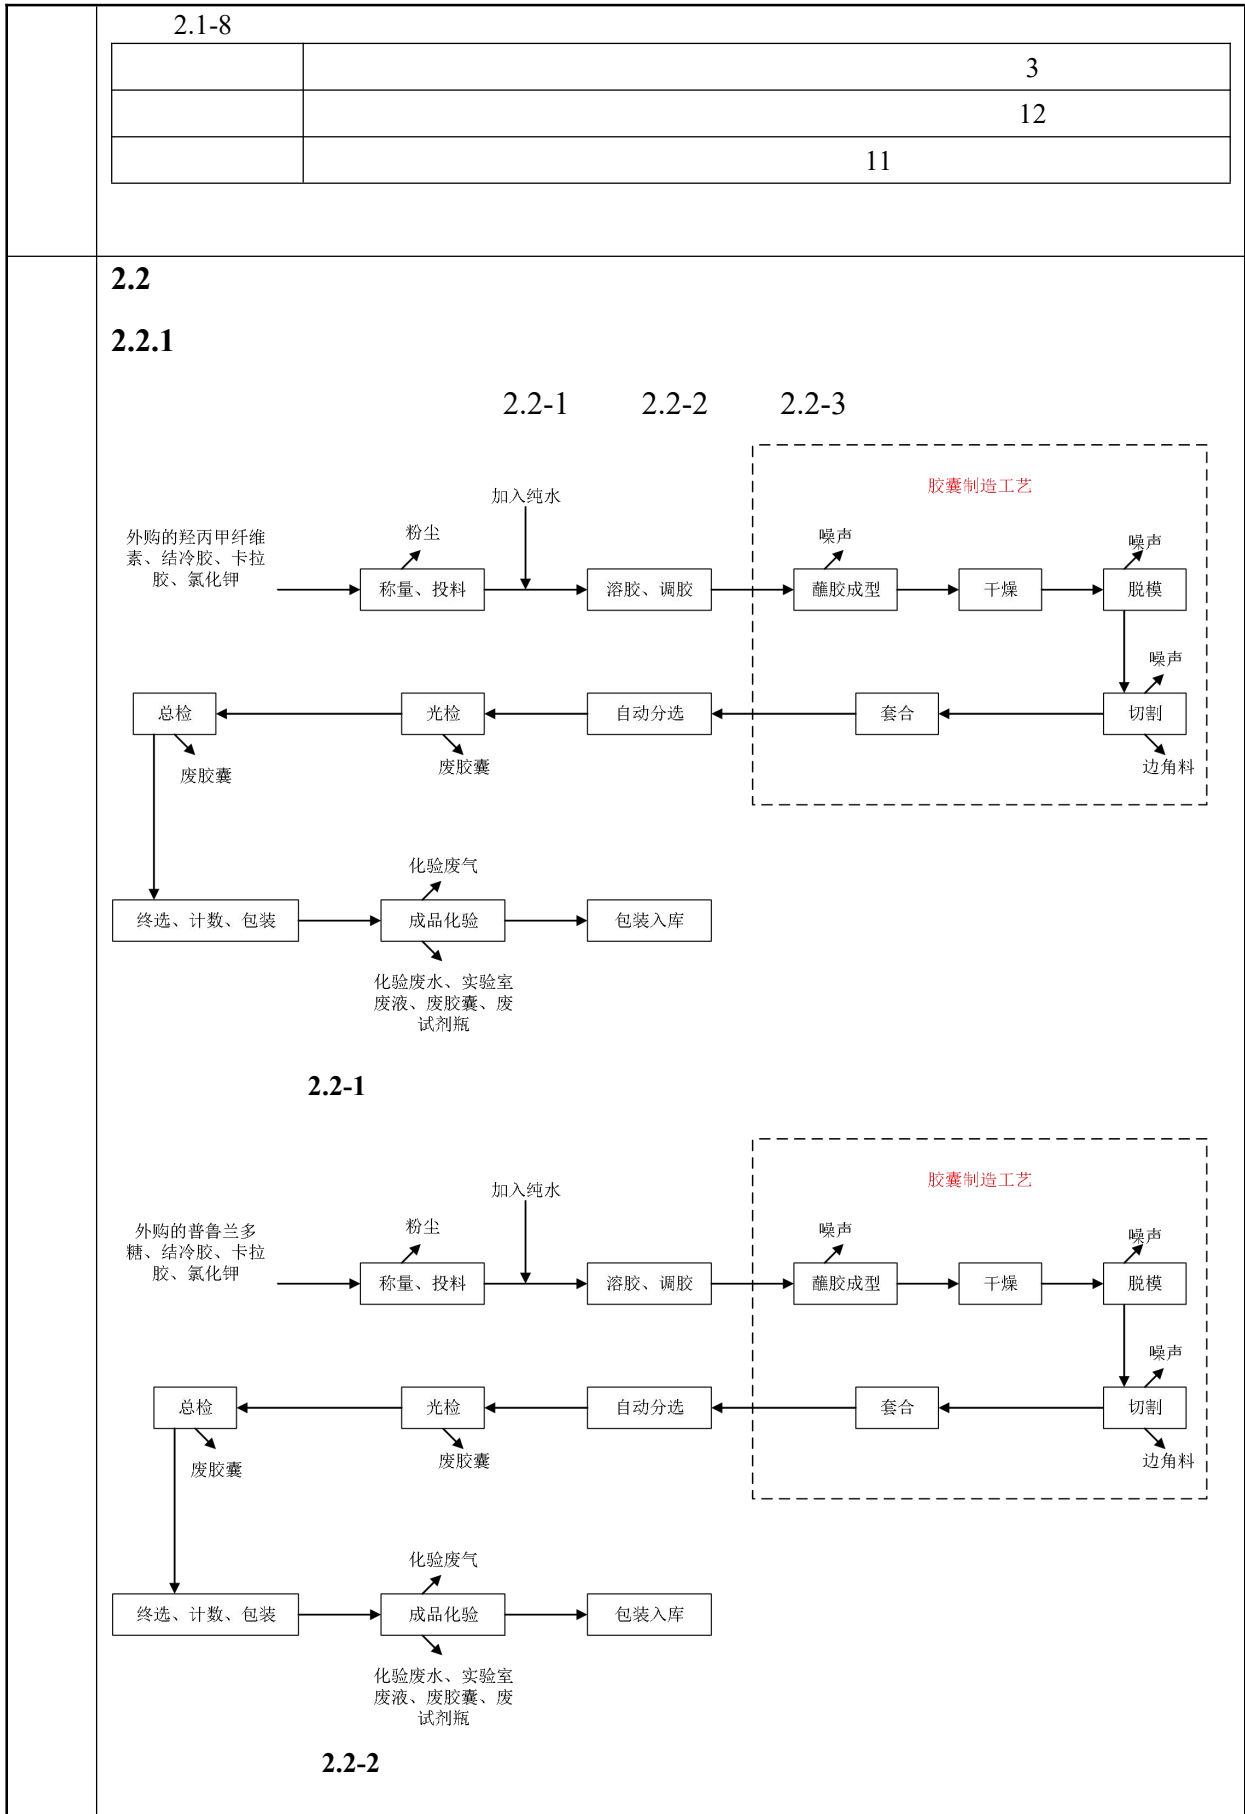 2.1-8
3
12
11
2.2
2.2.1
2.2-1 2.2-2 2.2-3
胶囊制造工艺
加入纯水
外购的羟丙甲纤维
素、结冷胶、卡拉
胶、氯化钾
粉尘
噪声
噪声
称量、投料
溶胶、调胶
蘸胶成型
干燥
脱模
噪声
总检
光检
自动分选
套合
切割
废胶囊
废胶囊
边角料
化验废气
终选、计数、包装
成品化验
包装入库
化验废水、实验室
废液、废胶囊、废
试剂瓶
2.2-1
胶囊制造工艺
加入纯水
外购的普鲁兰多
糖、结冷胶、卡拉
胶、氯化钾
粉尘
噪声
噪声
称量、投料
溶胶、调胶
蘸胶成型
干燥
脱模
噪声
总检
光检
自动分选
套合
切割
废胶囊
废胶囊
边角料
化验废气
终选、计数、包装
成品化验
包装入库
化验废水、实验室
废液、废胶囊、废
试剂瓶
2.2-2